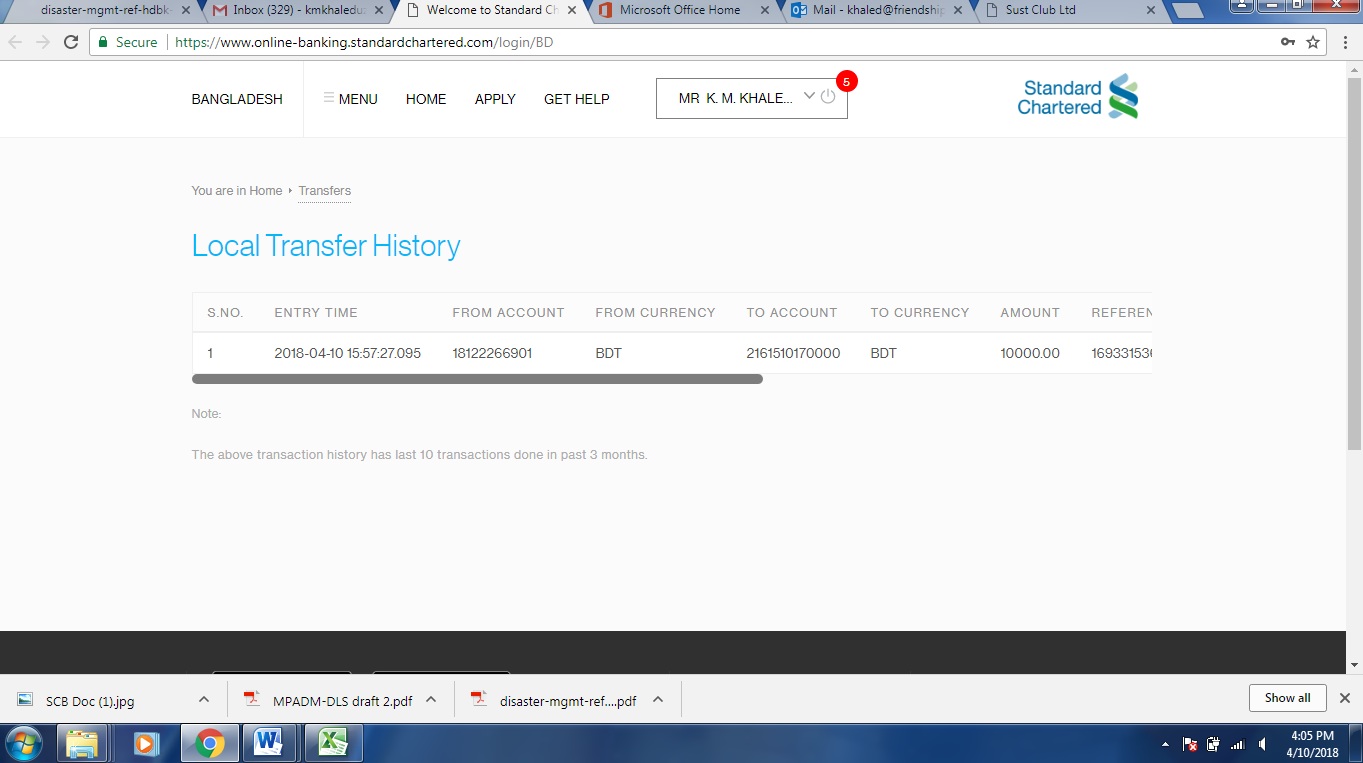 disaster-mgmt-ref-hdbk- Inbox (329) - kmkhaledu Welcome to Standard Ch Microsoft Office Home Mail - khaled@friendship Sust Club Ltd
Secure https://www.online-banking.standardchartered.com/login/BD
BANGLADESH MENU HOME APPLY GET HELP MR K. M. KHALE... 5 Standard
Chartered
You are in Home Transfers
Local Transfer History
S.NO. ENTRY TIME FROM ACCOUNT FROM CURRENCY TO ACCOUNT TO CURRENCY AMOUNT REFEREN
1 2018-04-10 15:57:27.095 18122266901 BDT 2161510170000 BDT 10000.00 16933153
Note:
The above transaction history has last 10 transactions done in past 3 months.
SCB Doc (1).jpg MPADM-DLS draft 2.pdf disaster-mgmt-ref....pdf Show all
4:05 PM
4/10/2018